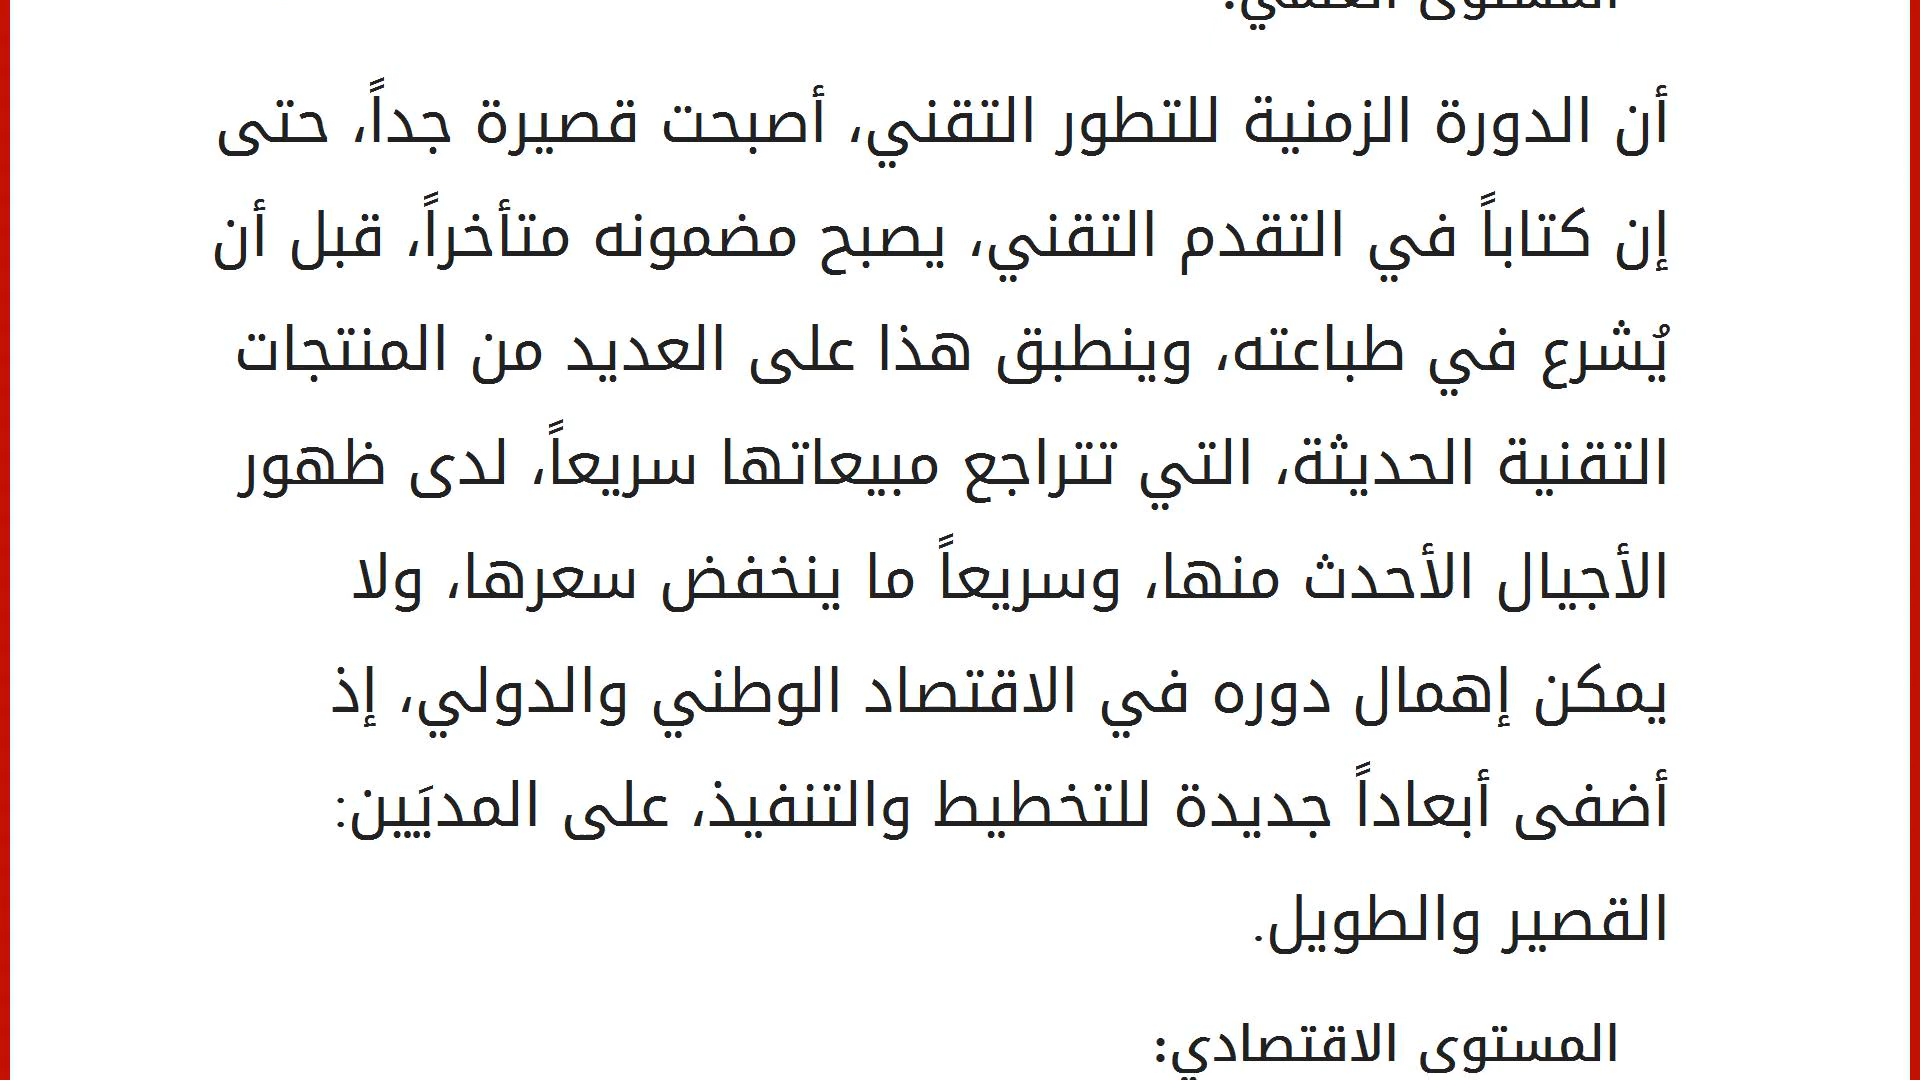 المستوى العلمي:
أن الدورة الزمنية للتطور التقني، أصبحت قصيرة جداً، حتى
إن كتاباً في التقدم التقني، يصبح مضمونه متأخراً، قبل أن
يُشرع في طباعته، وينطبق هذا على العديد من المنتجات
التقنية الحديثة، التي تتراجع مبيعاتها سريعاً، لدى ظهور
الأجيال الأحدث منها، وسريعاً ما ينخفض سعرها، ولا
يمكن إهمال دوره في الاقتصاد الوطني والدولي، إذ
أضفى أبعاداً جديدة للتخطيط والتنفيذ، على المديَيين:
القصير والطويل.
المستوى الاقتصادي: